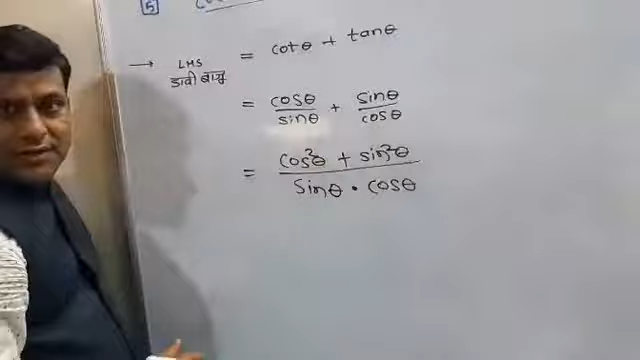 5
→ LHS = cotθ + tanθ
डावी बाजू
= cosθ/sinθ + sinθ/cosθ
= cos²θ + sin²θ / sinθ · cosθ